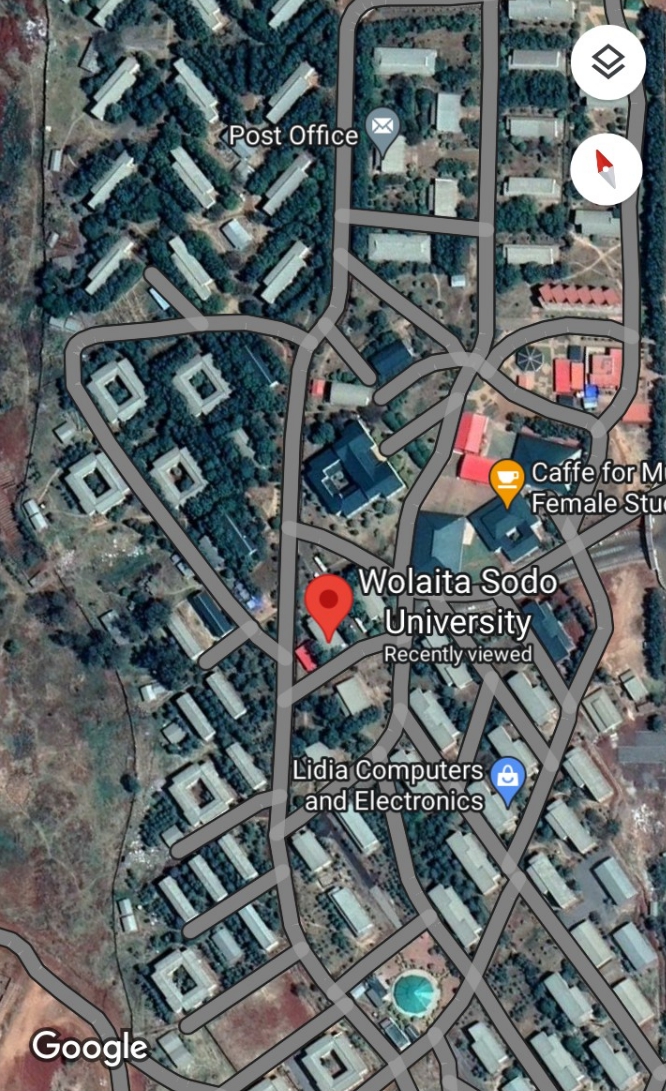 Post Office
Caffe for M
Female Stu
Wolaita Sodo
University
Recently viewed
Lidia Computers
and Electronics
Google